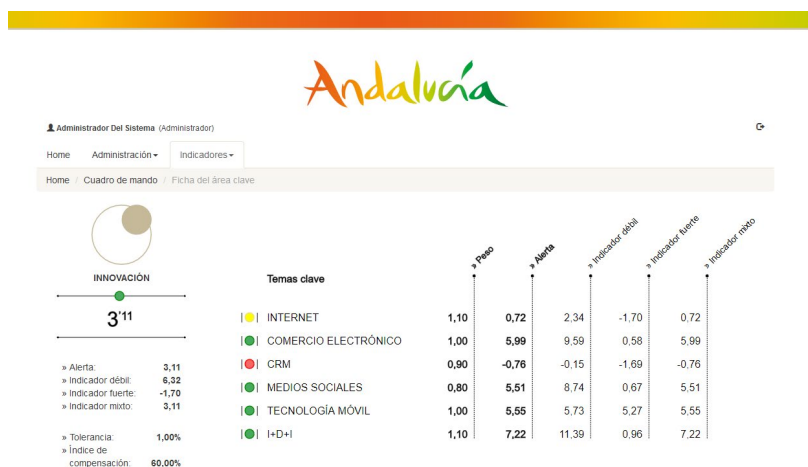 Andalucía
Administrador Del Sistema (Administrador)
Home Administración Indicadores
Home / Cuadro de mando / Ficha del área clave
» Peso » Alerta » Indicador débil » Indicador fuerte » Indicador mixto
INNOVACIÓN
3'11
Temas clave
INTERNET 1,10 0,72 2,34 -1,70 0,72
COMERCIO ELECTRÓNICO 1,00 5,99 9,59 0,58 5,99
CRM 0,90 -0,76 -0,15 -1,69 -0,76
MEDIOS SOCIALES 0,80 5,51 8,74 0,67 5,51
TECNOLOGÍA MÓVIL 1,00 5,55 5,73 5,27 5,55
I+D+I 1,10 7,22 11,39 0,96 7,22
» Alerta: 3,11
» Indicador débil: 6,32
» Indicador fuerte: -1,70
» Indicador mixto: 3,11
» Tolerancia: 1,00%
» Índice de
compensación: 60,00%